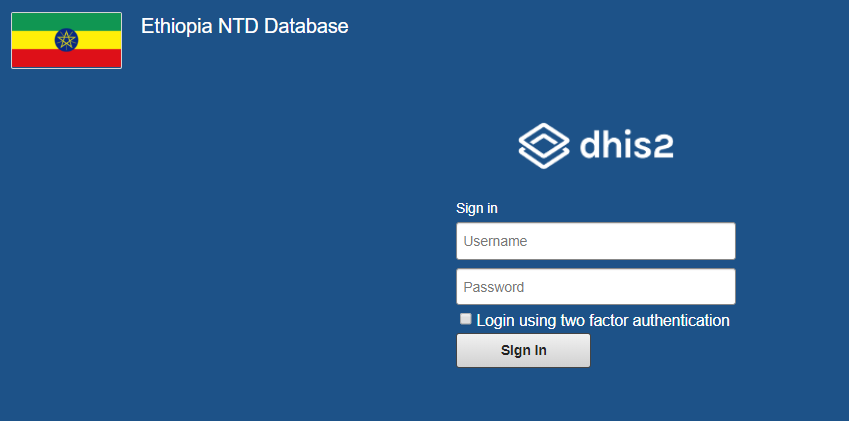 Ethiopia NTD Database
dhis2
Sign in
Username
Password
Login using two factor authentication
Sign in